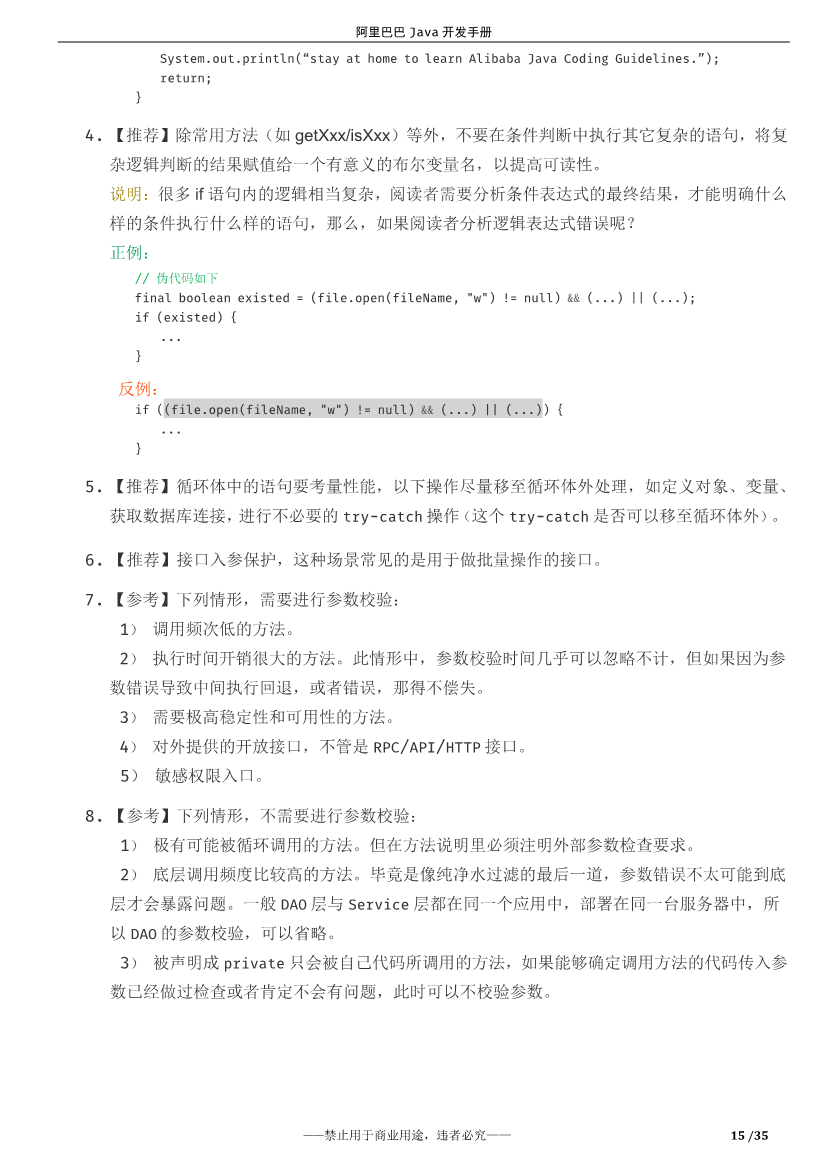 阿里巴巴 Java 开发手册
System.out.println(“stay at home to learn Alibaba Java Coding Guidelines.”);
return;
}
4. 【推荐】除常用方法（如 getXxx/isXxx）等外，不要在条件判断中执行其它复杂的语句，将复
杂逻辑判断的结果赋值给一个有意义的布尔变量名，以提高可读性。
说明：很多 if 语句内的逻辑相当复杂，阅读者需要分析条件表达式的最终结果，才能明确什么
样的条件执行什么样的语句，那么，如果阅读者分析逻辑表达式错误呢？
正例：
// 伪代码如下
final boolean existed = (file.open(fileName, "w") != null) && (...) || (...);
if (existed) {
...
}
反例：
if ((file.open(fileName, "w") != null) && (...) || (...)) {
...
}
5. 【推荐】循环体中的语句要考量性能，以下操作尽量移至循环体外处理，如定义对象、变量、
获取数据库连接，进行不必要的 try-catch 操作（这个 try-catch 是否可以移至循环体外）。
6. 【推荐】接口入参保护，这种场景常见的是用于做批量操作的接口。
7. 【参考】下列情形，需要进行参数校验：
1） 调用频次低的方法。
2） 执行时间开销很大的方法。此情形中，参数校验时间几乎可以忽略不计，但如果因为参
数错误导致中间执行回退，或者错误，那得不偿失。
3） 需要极高稳定性和可用性的方法。
4） 对外提供的开放接口，不管是 RPC/API/HTTP 接口。
5） 敏感权限入口。
8. 【参考】下列情形，不需要进行参数校验：
1） 极有可能被循环调用的方法。但在方法说明里必须注明外部参数检查要求。
2） 底层调用频度比较高的方法。毕竟是像纯净水过滤的最后一道，参数错误不太可能到底
层才会暴露问题。一般 DAO 层与 Service 层都在同一个应用中，部署在同一台服务器中，所
以 DAO 的参数校验，可以省略。
3） 被声明成 private 只会被自己代码所调用的方法，如果能够确定调用方法的代码传入参
数已经做过检查或者肯定不会有问题，此时可以不校验参数。
——禁止用于商业用途，违者必究——
15 /35